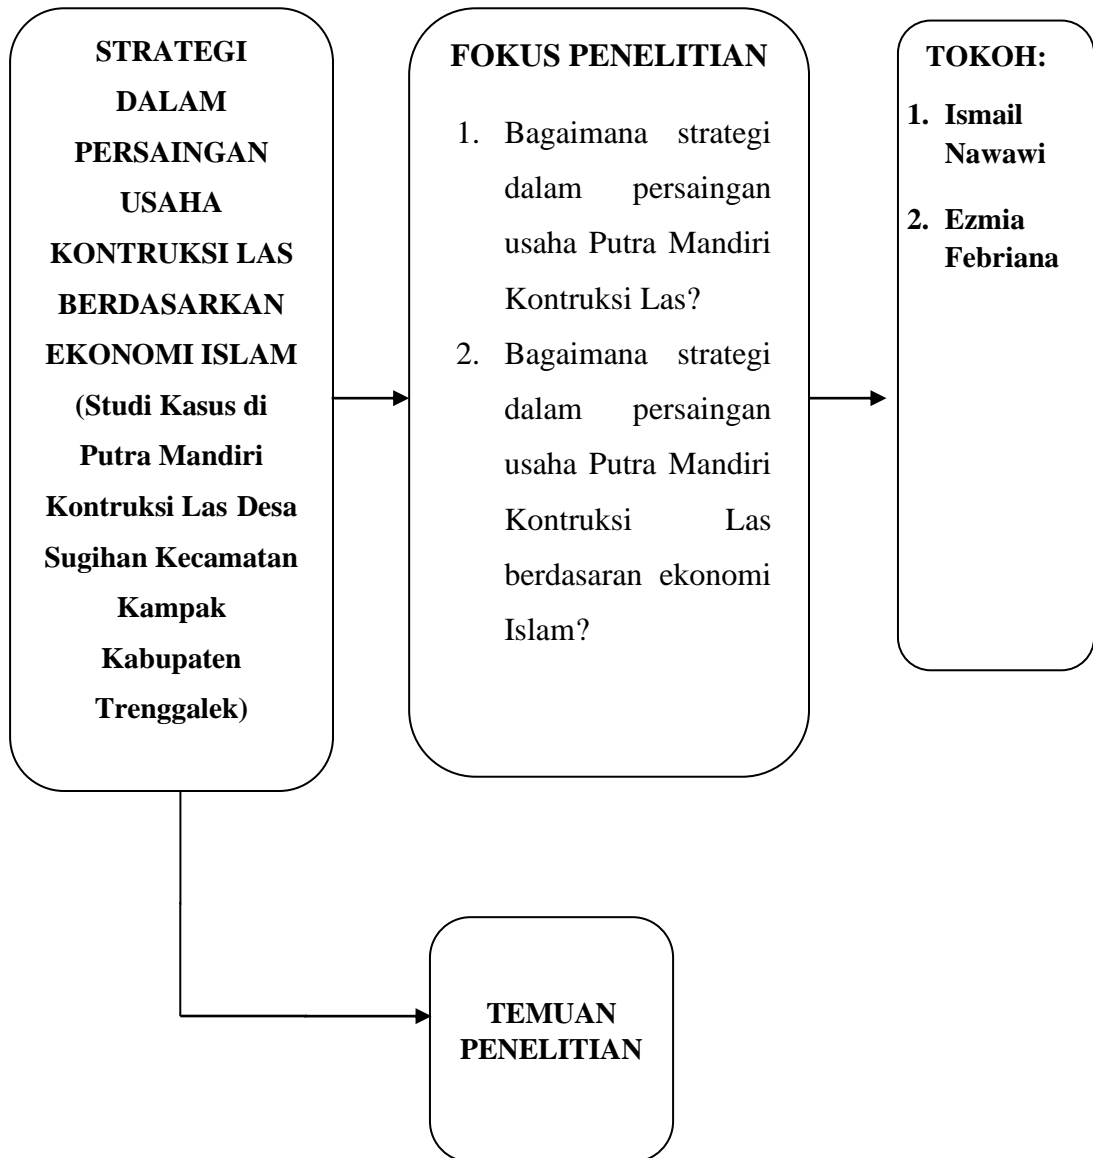 STRATEGI
DALAM
PERSAINGAN
USAHA
KONTRUKSI LAS
BERDASARKAN
EKONOMI ISLAM
(Studi Kasus di
Putra Mandiri
Kontruksi Las Desa
Sugihan Kecamatan
Kampak
Kabupaten
Trenggalek)
FOKUS PENELITIAN
1. Bagaimana strategi
dalam persaingan
usaha Putra Mandiri
Kontruksi Las?
2. Bagaimana strategi
dalam persaingan
usaha Putra Mandiri
Kontruksi Las
berdasaran ekonomi
Islam?
TOKOH:
1. Ismail
Nawawi
2. Ezmia
Febriana
TEMUAN
PENELITIAN